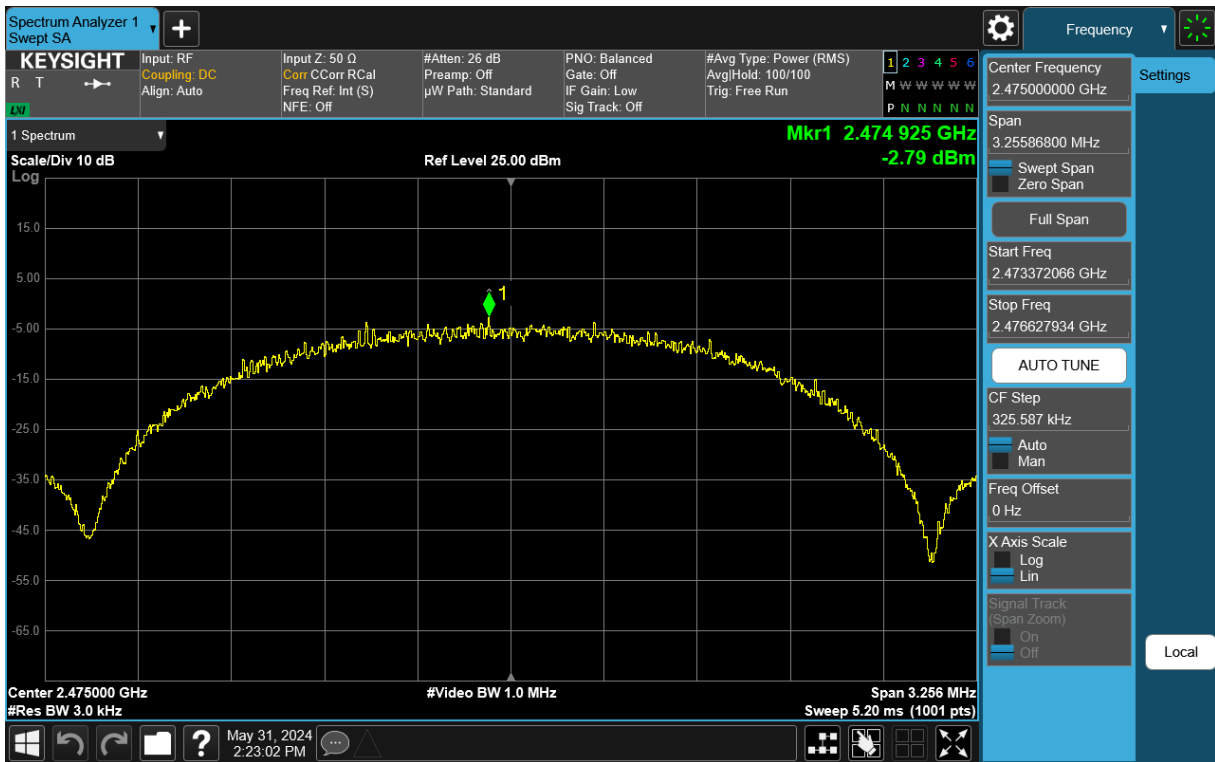 Spectrum Analyzer 1
Swept SA
Frequency
KEYSIGHT
R T
LXI
Input: RF
Coupling: DC
Align: Auto
Input Z: 50 Ω
Corr CCorr RCal
Freq Ref: Int (S)
NFE: Off
#Atten: 26 dB
Preamp: Off
µW Path: Standard
PNO: Balanced
Gate: Off
IF Gain: Low
Sig Track: Off
#Avg Type: Power (RMS)
Avg|Hold: 100/100
Trig: Free Run
1 2 3 4 5 6
M W W W W W
P N N N N N
1 Spectrum
Scale/Div 10 dB
Log
Ref Level 25.00 dBm
Mkr1 2.474 925 GHz
-2.79 dBm
15.0
5.00
-5.00
-15.0
-25.0
-35.0
-45.0
-55.0
-65.0
1
Center 2.475000 GHz
#Res BW 3.0 kHz
#Video BW 1.0 MHz
Span 3.256 MHz
Sweep 5.20 ms (1001 pts)
May 31, 2024
2:23:02 PM
?
Center Frequency
2.475000000 GHz
Span
3.25586800 MHz
Swept Span
Zero Span
Full Span
Start Freq
2.473372066 GHz
Stop Freq
2.476627934 GHz
AUTO TUNE
CF Step
325.587 kHz
Auto
Man
Freq Offset
0 Hz
X Axis Scale
Log
Lin
Signal Track
(Span Zoom)
On
Off
Settings
Local